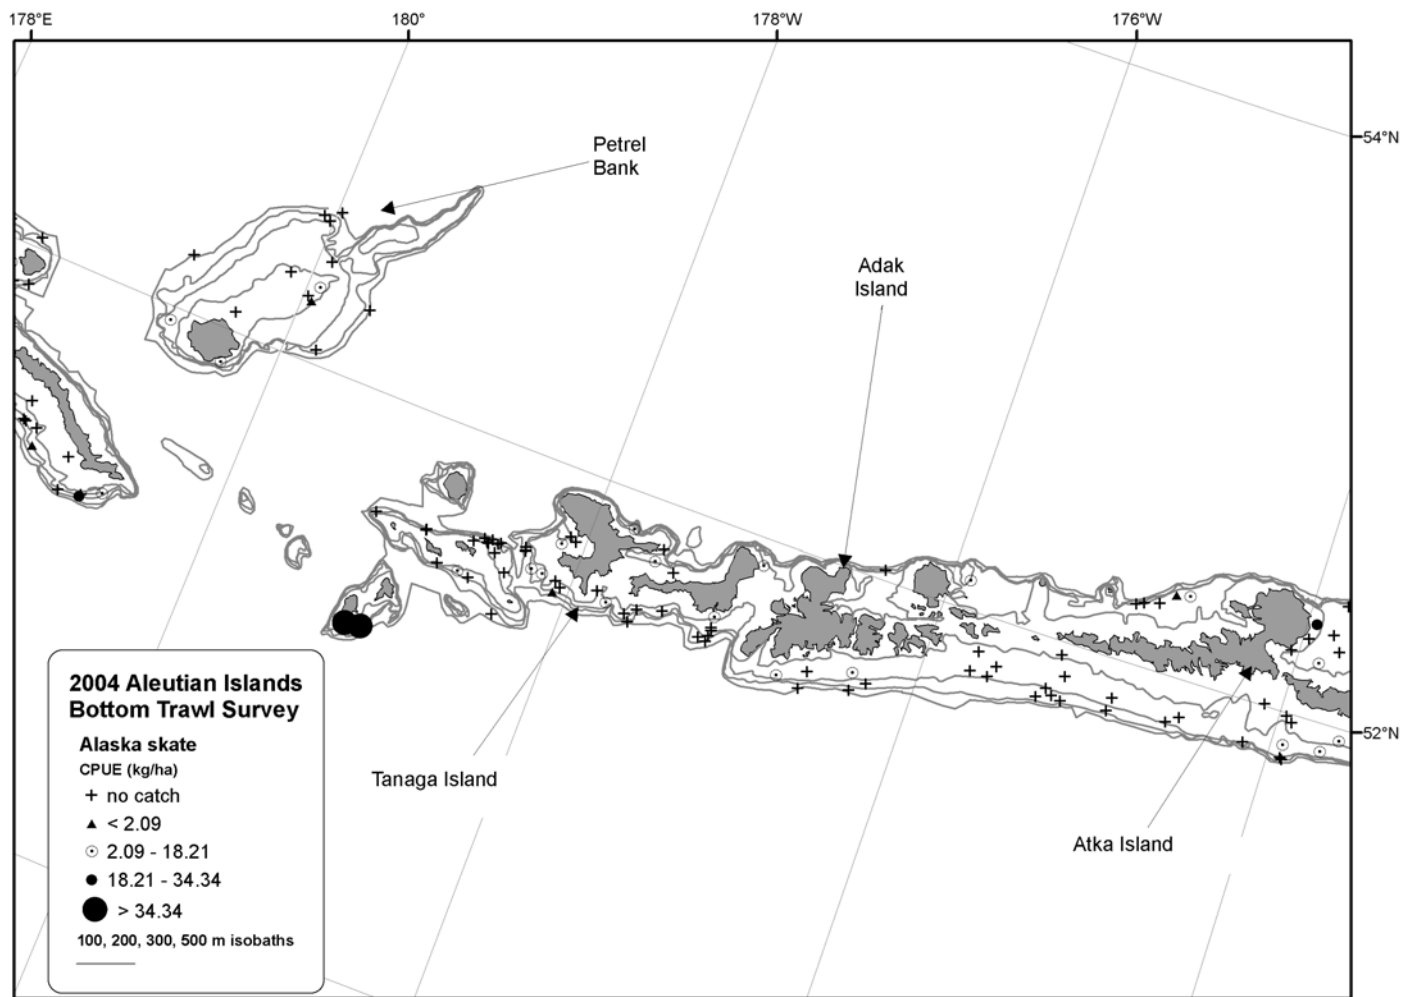 178°E
180°
178°W
176°W
54°N
Petrel
Bank
Adak
Island
52°N
Tanaga Island
Atka Island
2004 Aleutian Islands
Bottom Trawl Survey
Alaska skate
CPUE (kg/ha)
no catch
< 2.09
2.09 - 18.21
18.21 - 34.34
> 34.34
100, 200, 300, 500 m isobaths